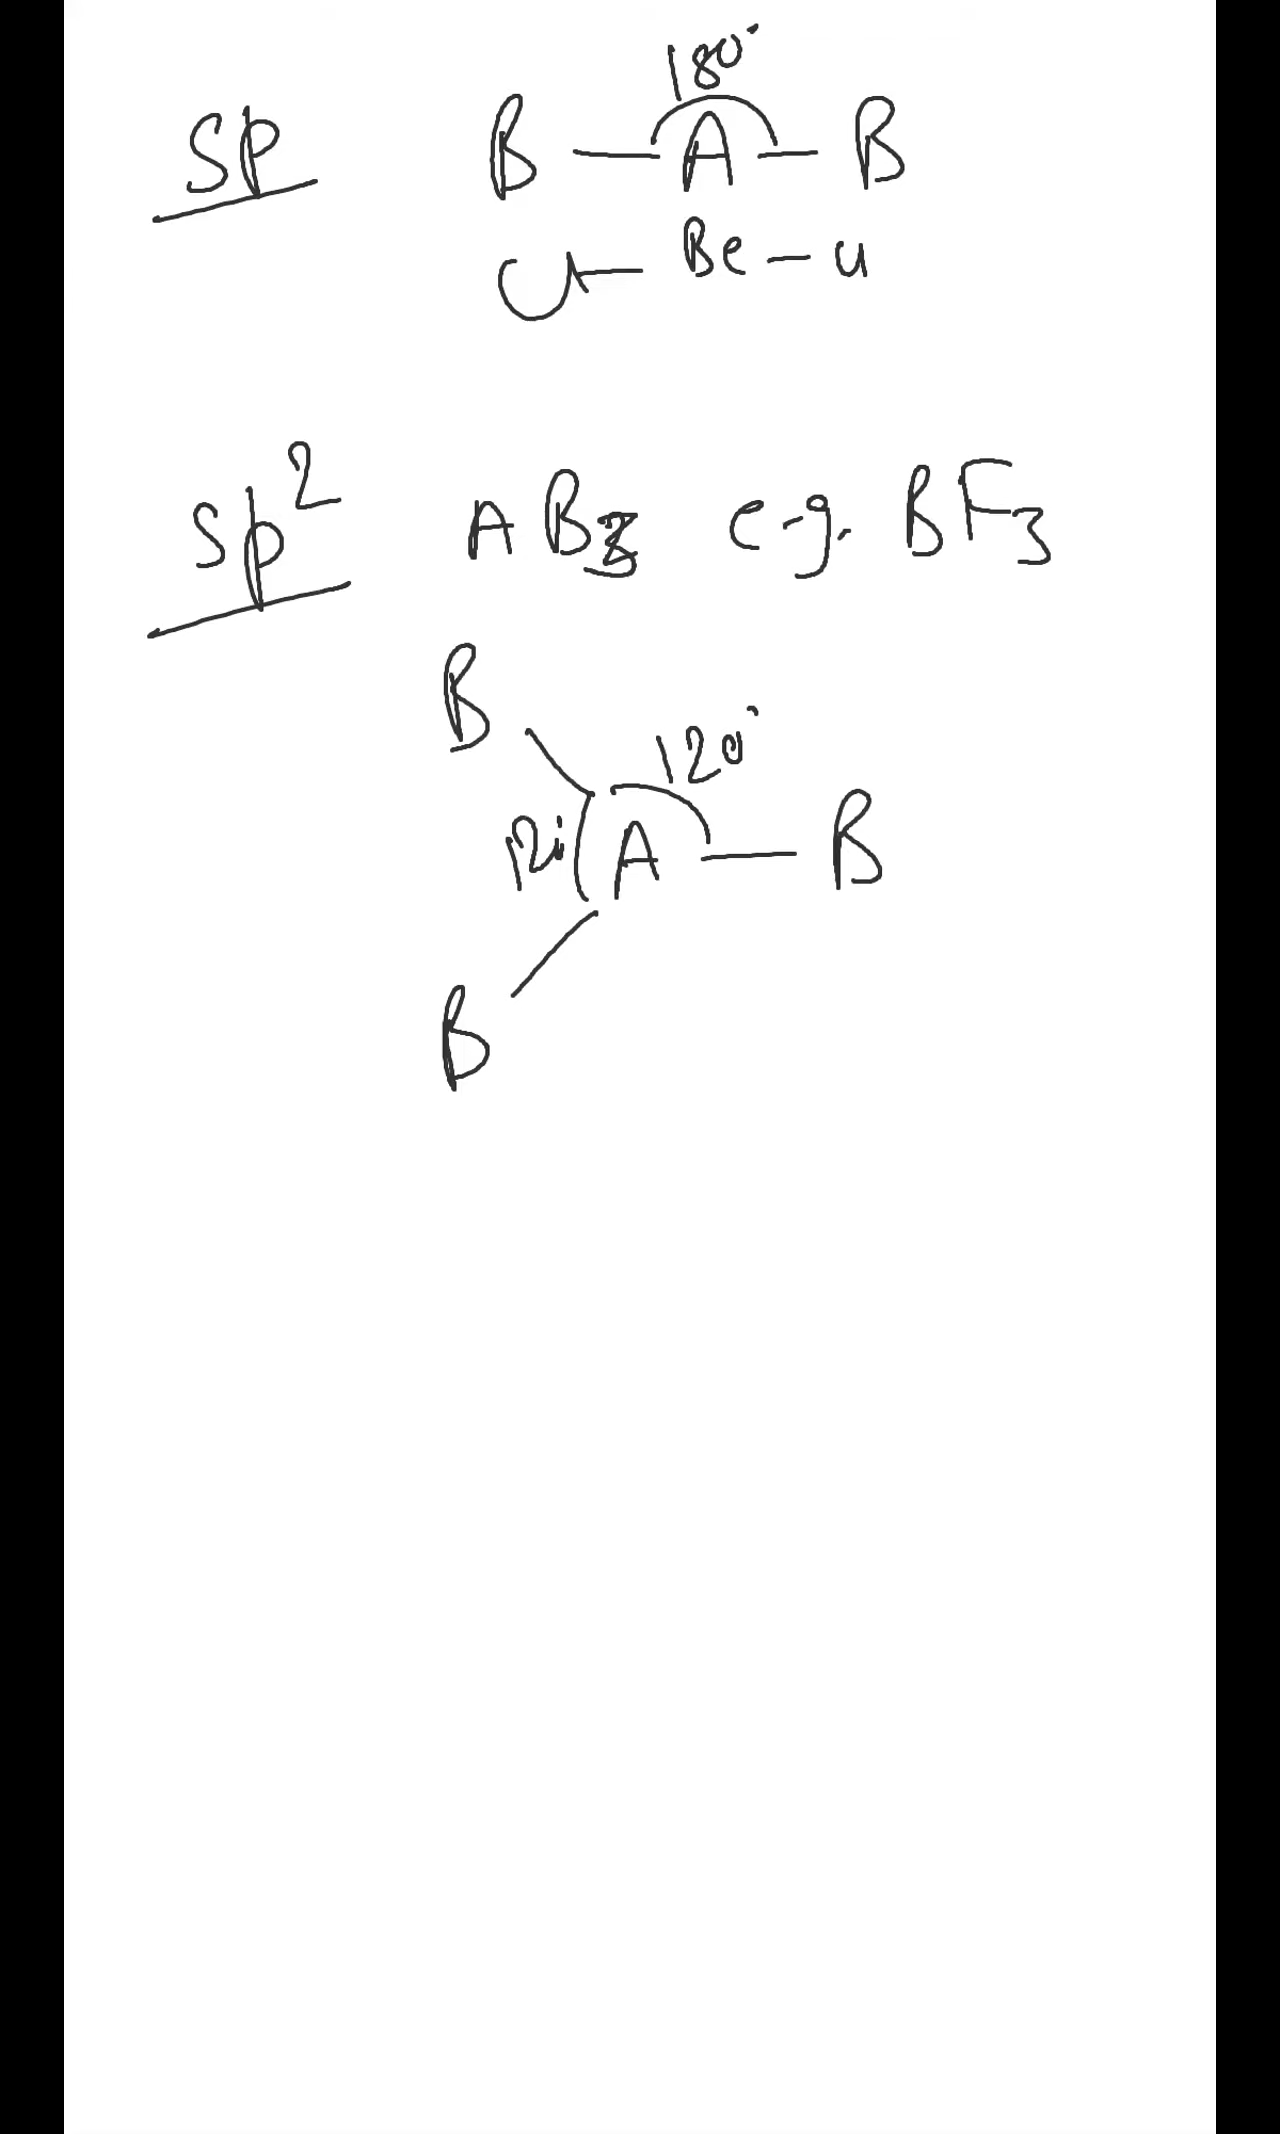 180°
sp B — A — B
Cl — Be — Cl
sp² AB3 e.g. BF3
B
120°
120° A — B
B